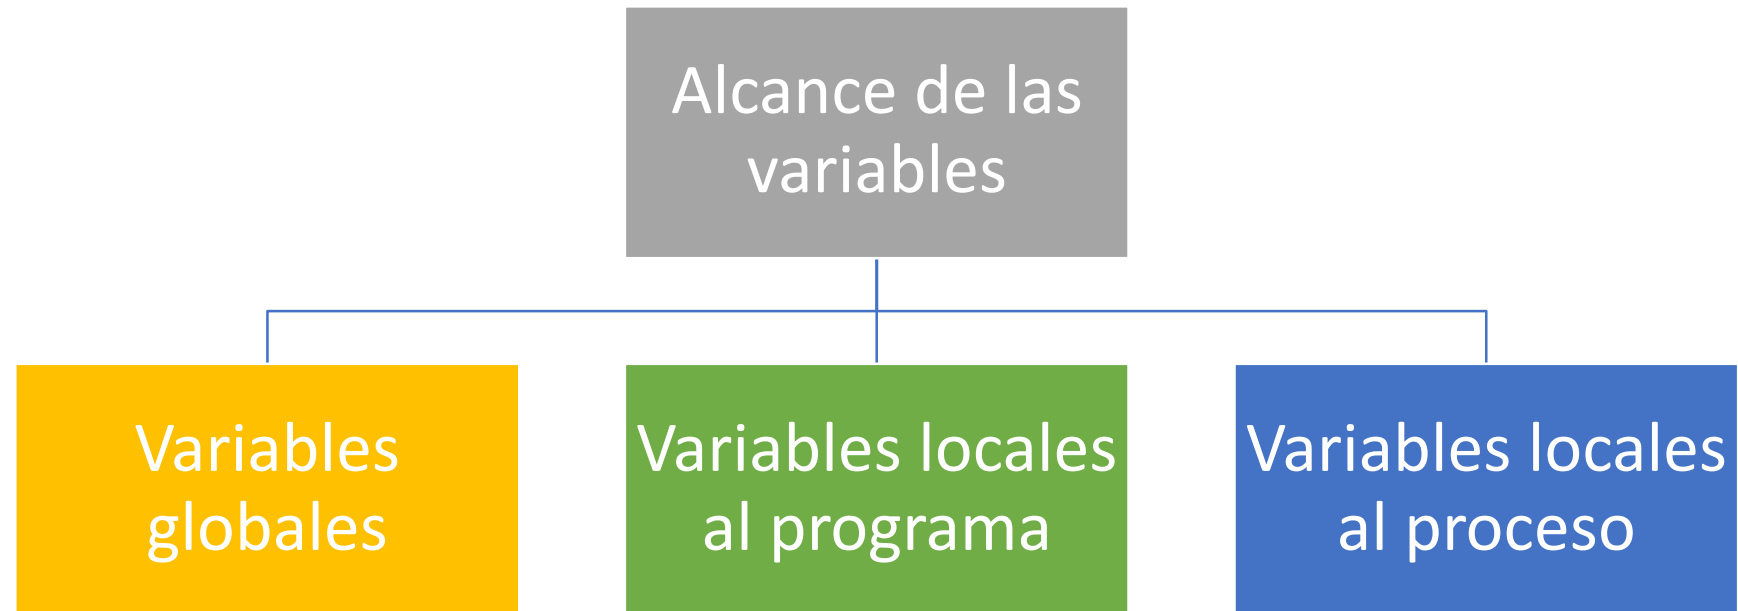 Alcance de las
variables
Variables
globales
Variables locales
al programa
Variables locales
al proceso